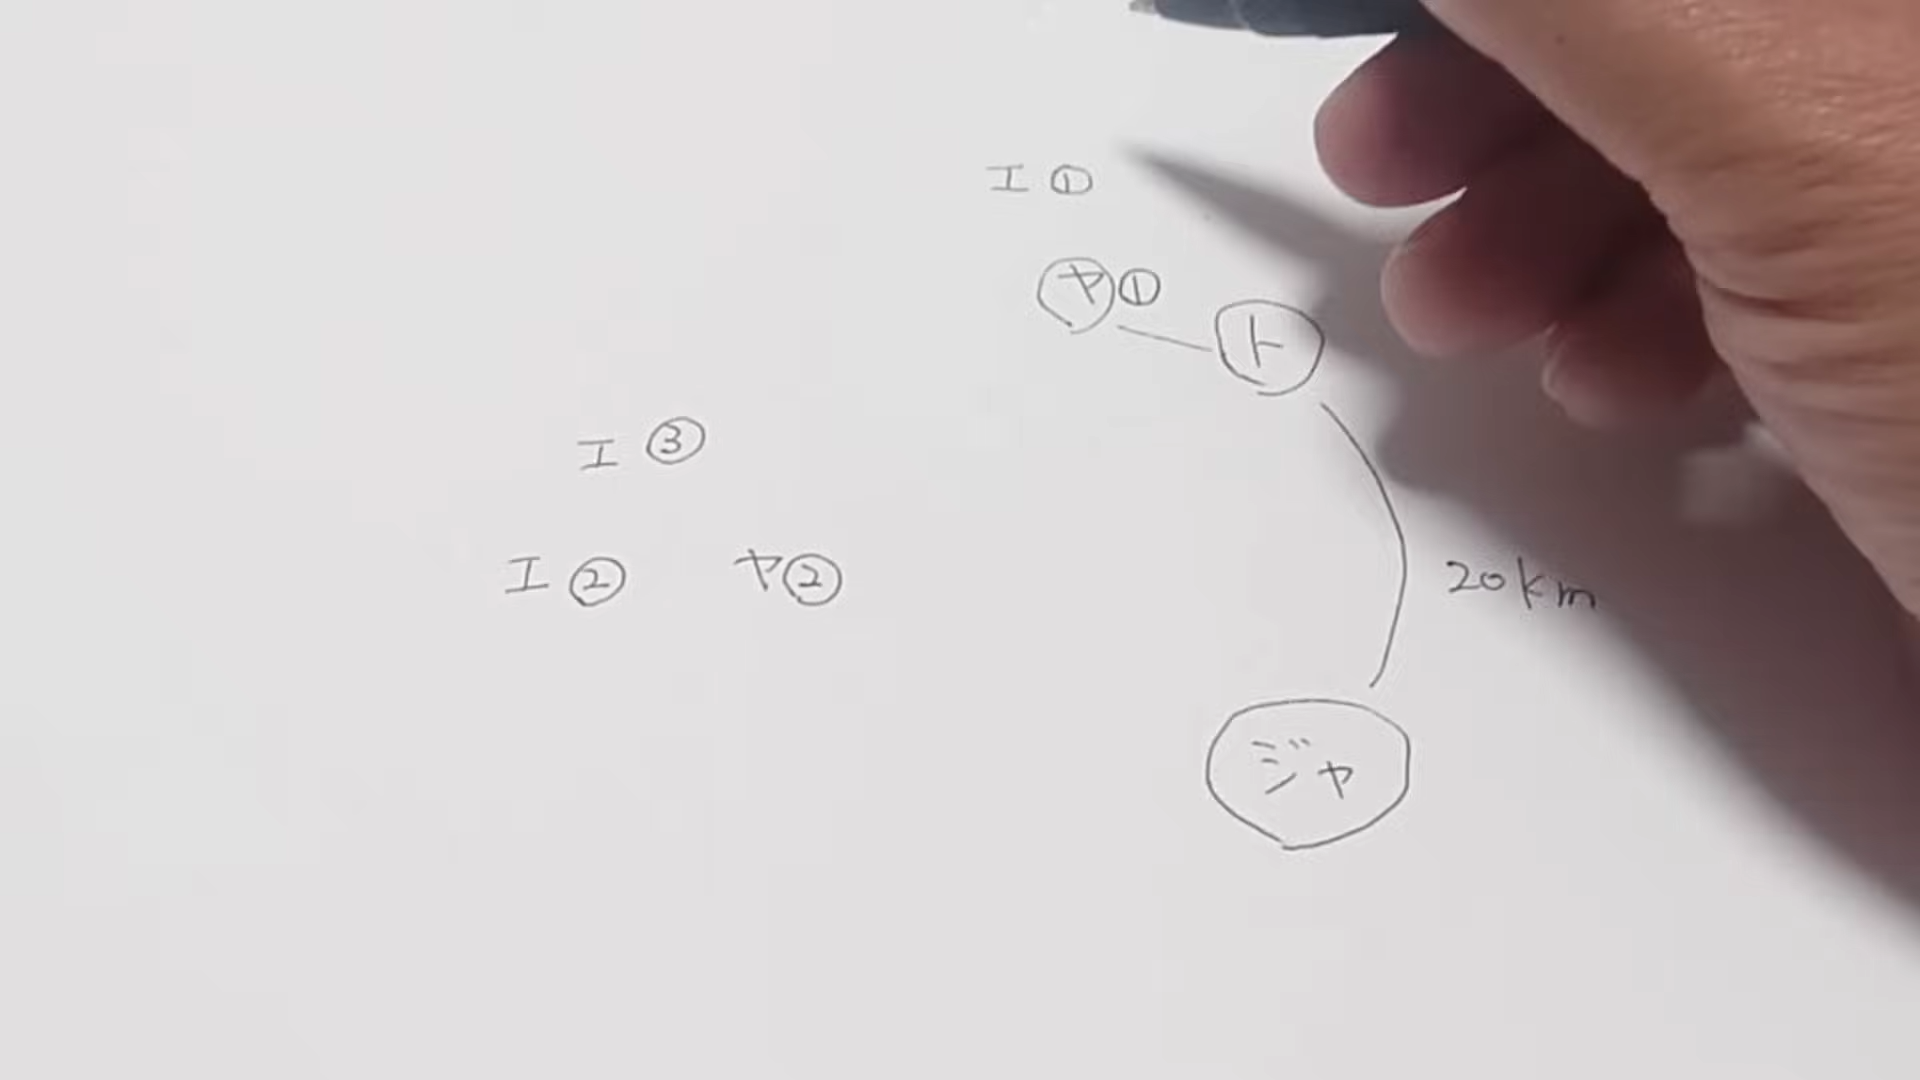 エ ①
ヤ ①
ト
エ ③
エ ② ヤ ②
20km
ジャ